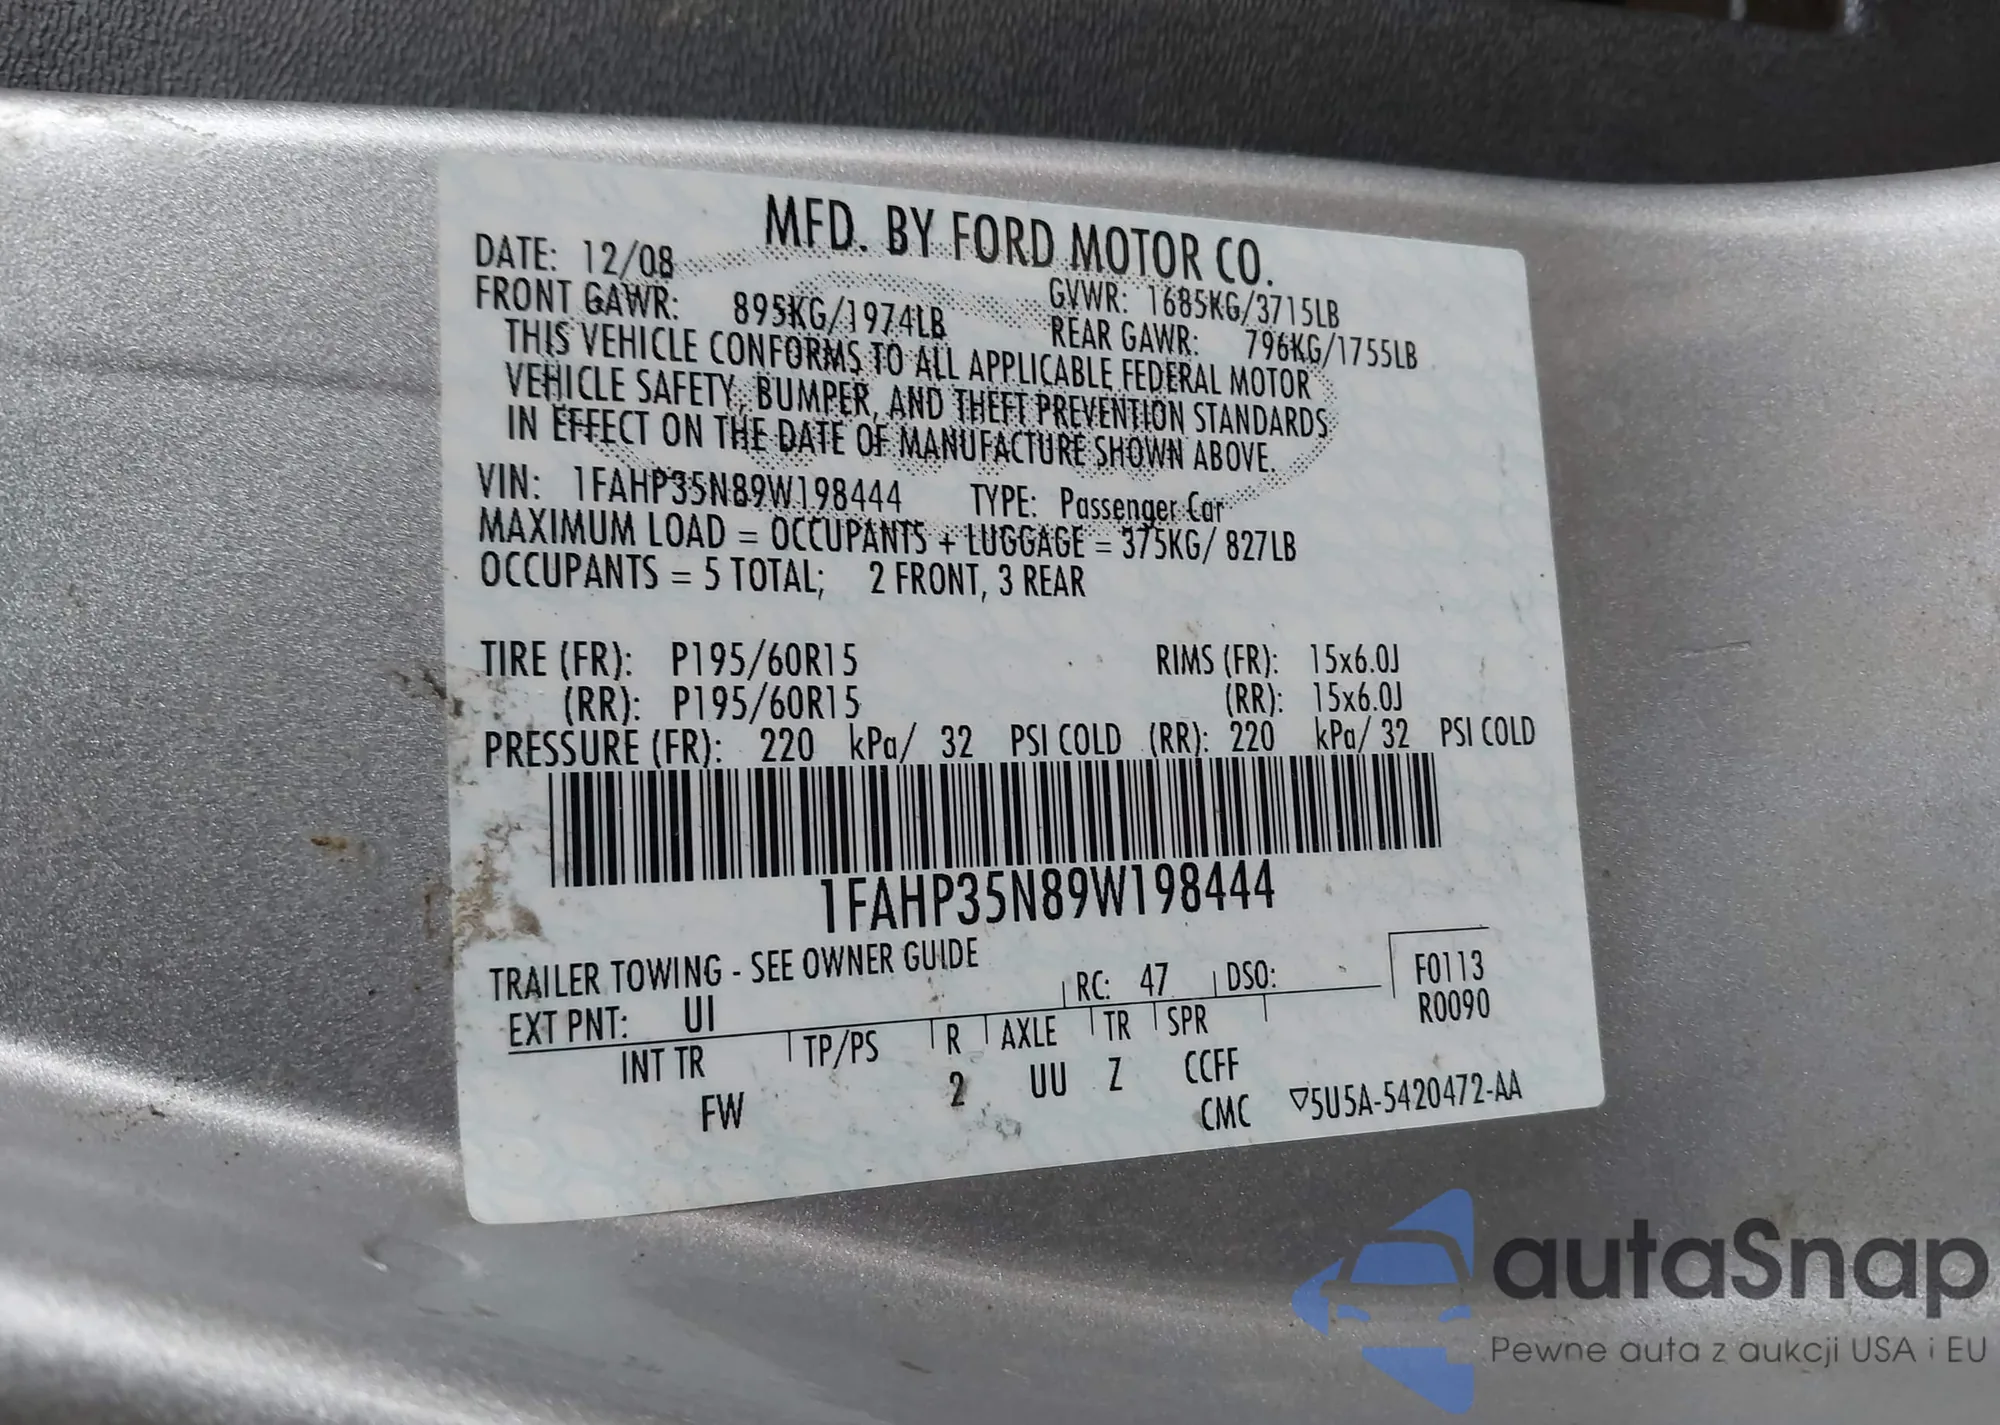 MFD. BY FORD MOTOR CO.
DATE: 12/08
GVWR: 1685KG/3715LB
FRONT GAWR: 895KG/1974LB
REAR GAWR: 796KG/1755LB
THIS VEHICLE CONFORMS TO ALL APPLICABLE FEDERAL MOTOR
VEHICLE SAFETY, BUMPER, AND THEFT PREVENTION STANDARDS
IN EFFECT ON THE DATE OF MANUFACTURE SHOWN ABOVE.
VIN: 1FAHP35N89W198444 TYPE: Passenger Car
MAXIMUM LOAD = OCCUPANTS + LUGGAGE = 375KG/ 827LB
OCCUPANTS = 5 TOTAL; 2 FRONT, 3 REAR
TIRE (FR): P195/60R15 RIMS (FR): 15x6.0J
(RR): P195/60R15 (RR): 15x6.0J
PRESSURE (FR): 220 kPa/ 32 PSI COLD (RR): 220 kPa/ 32 PSI COLD
1FAHP35N89W198444
TRAILER TOWING - SEE OWNER GUIDE
EXT PNT: UI RC: 47 DSO: F0113
R0090
INT TR TP/PS R AXLE TR SPR
FW 2 UU Z CCFF
CMC ▽5U5A-5420472-AA
autaSnap
Pewne auta z aukcji USA i EU